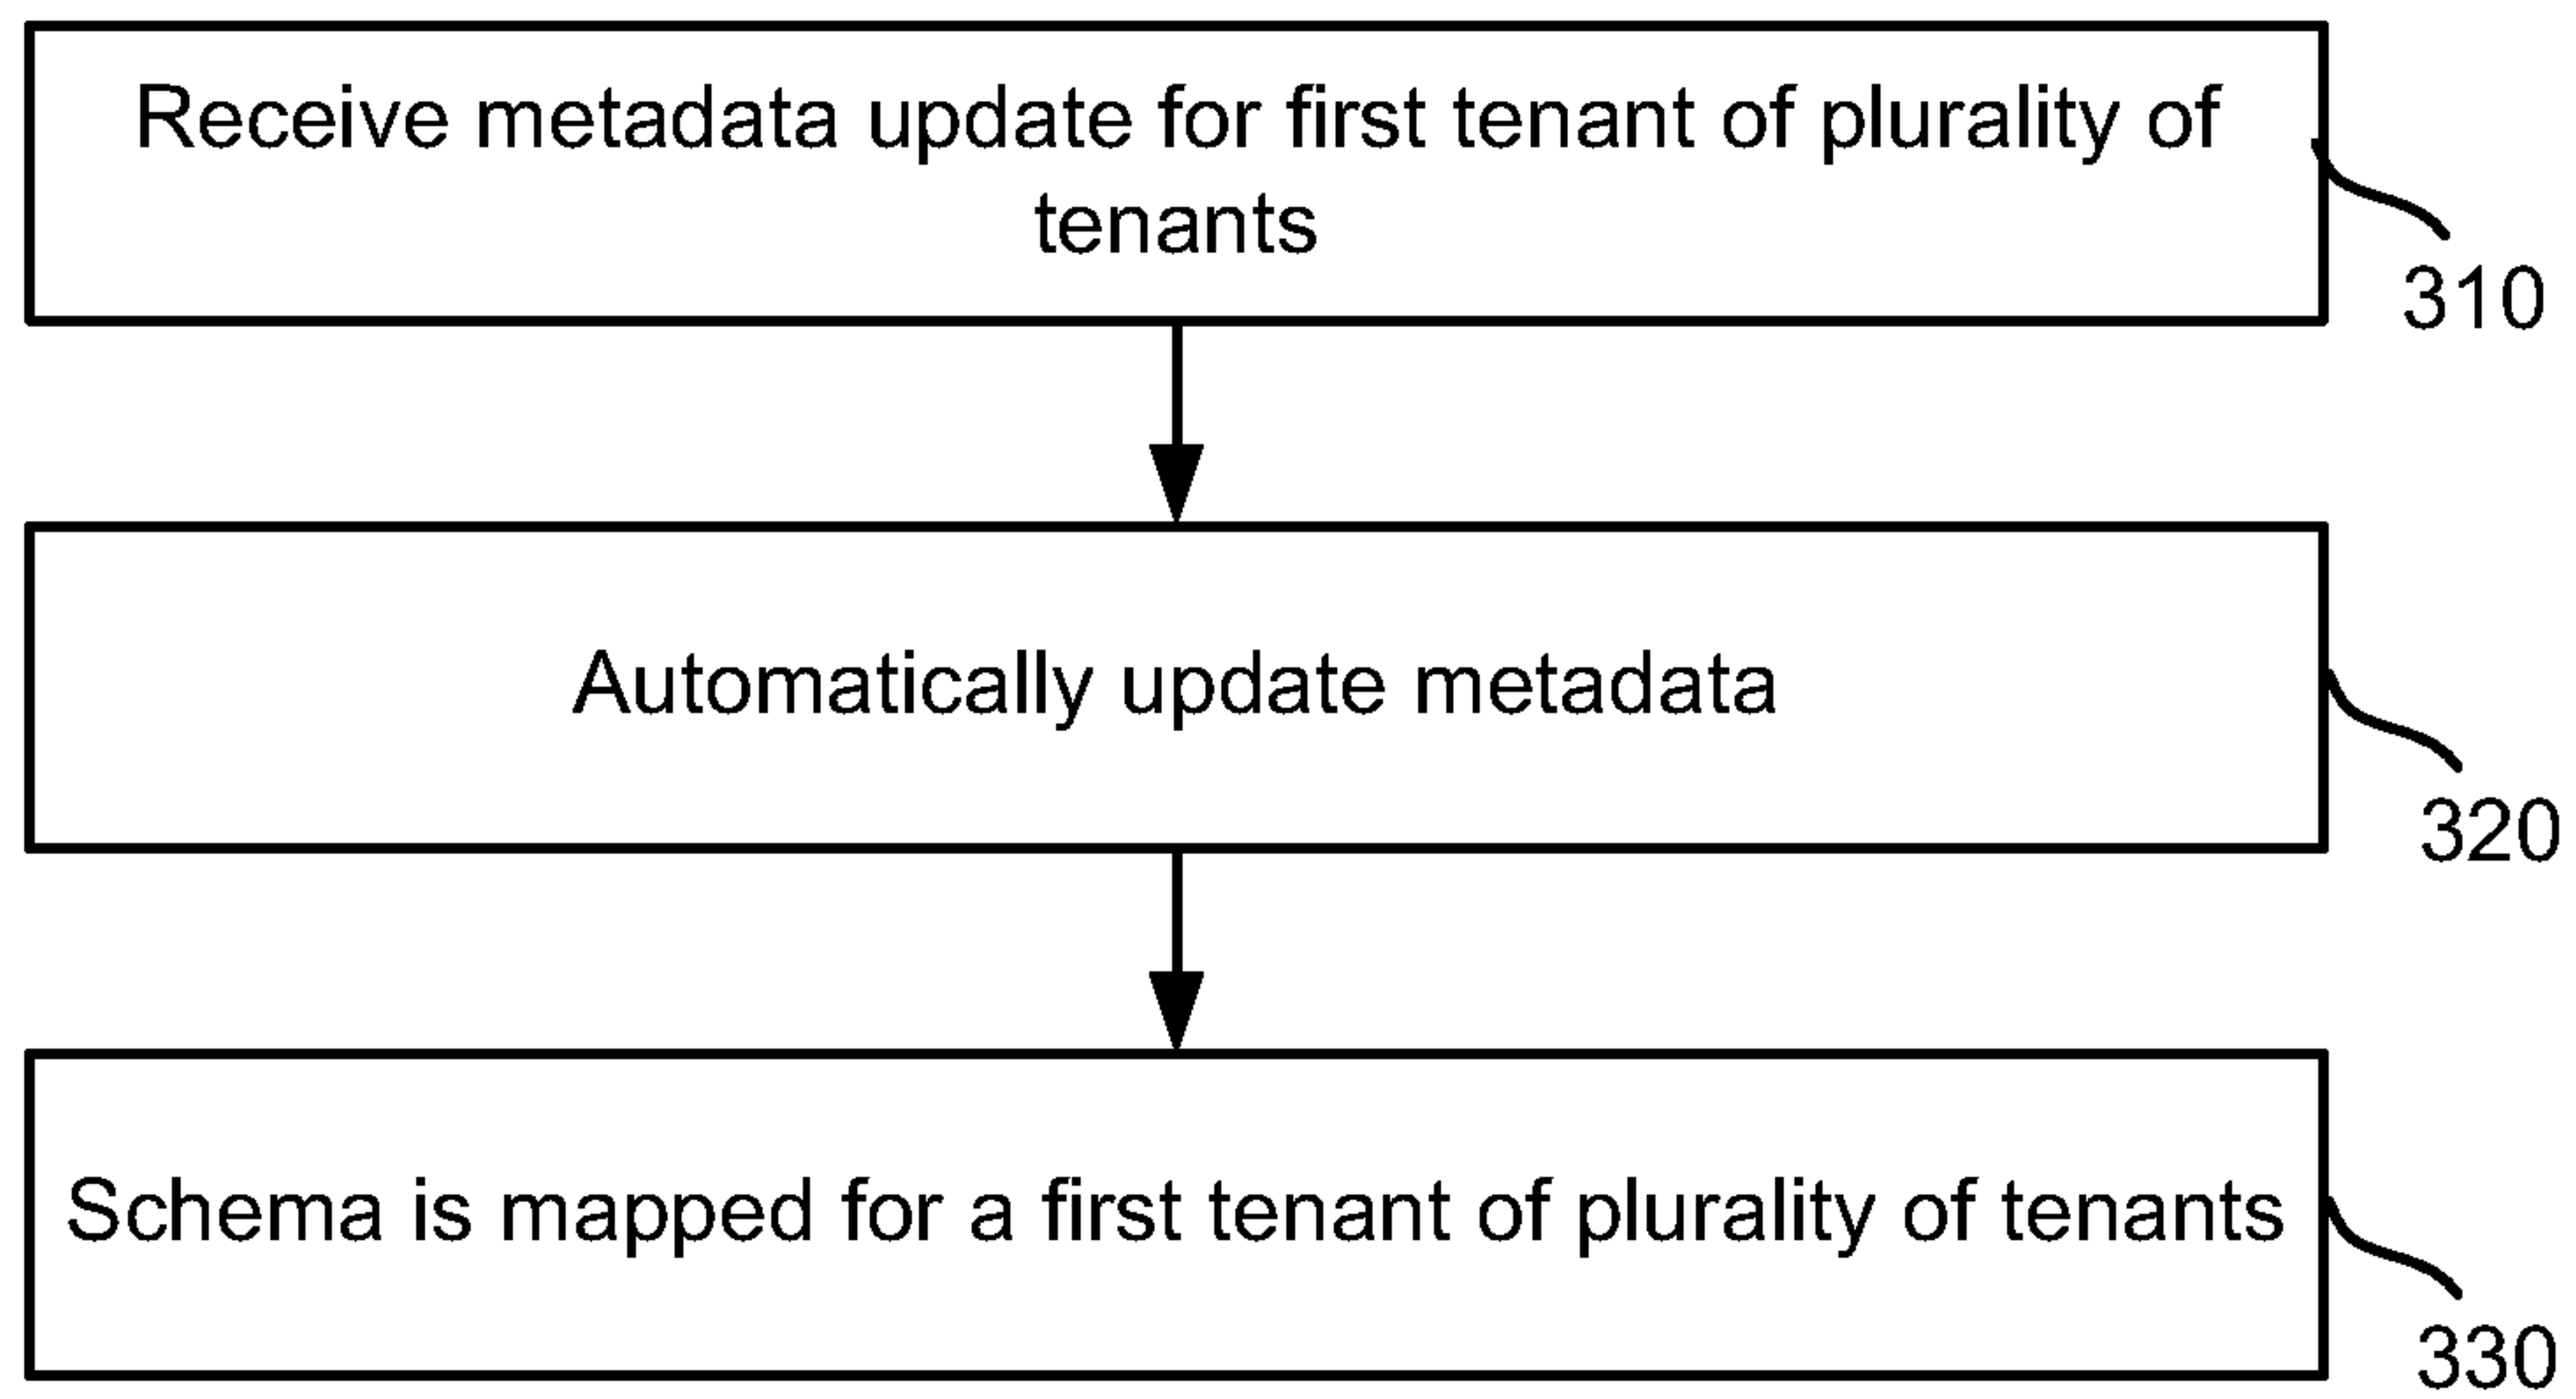 Receive metadata update for first tenant of plurality of
tenants
310
Automatically update metadata
320
Schema is mapped for a first tenant of plurality of tenants
330